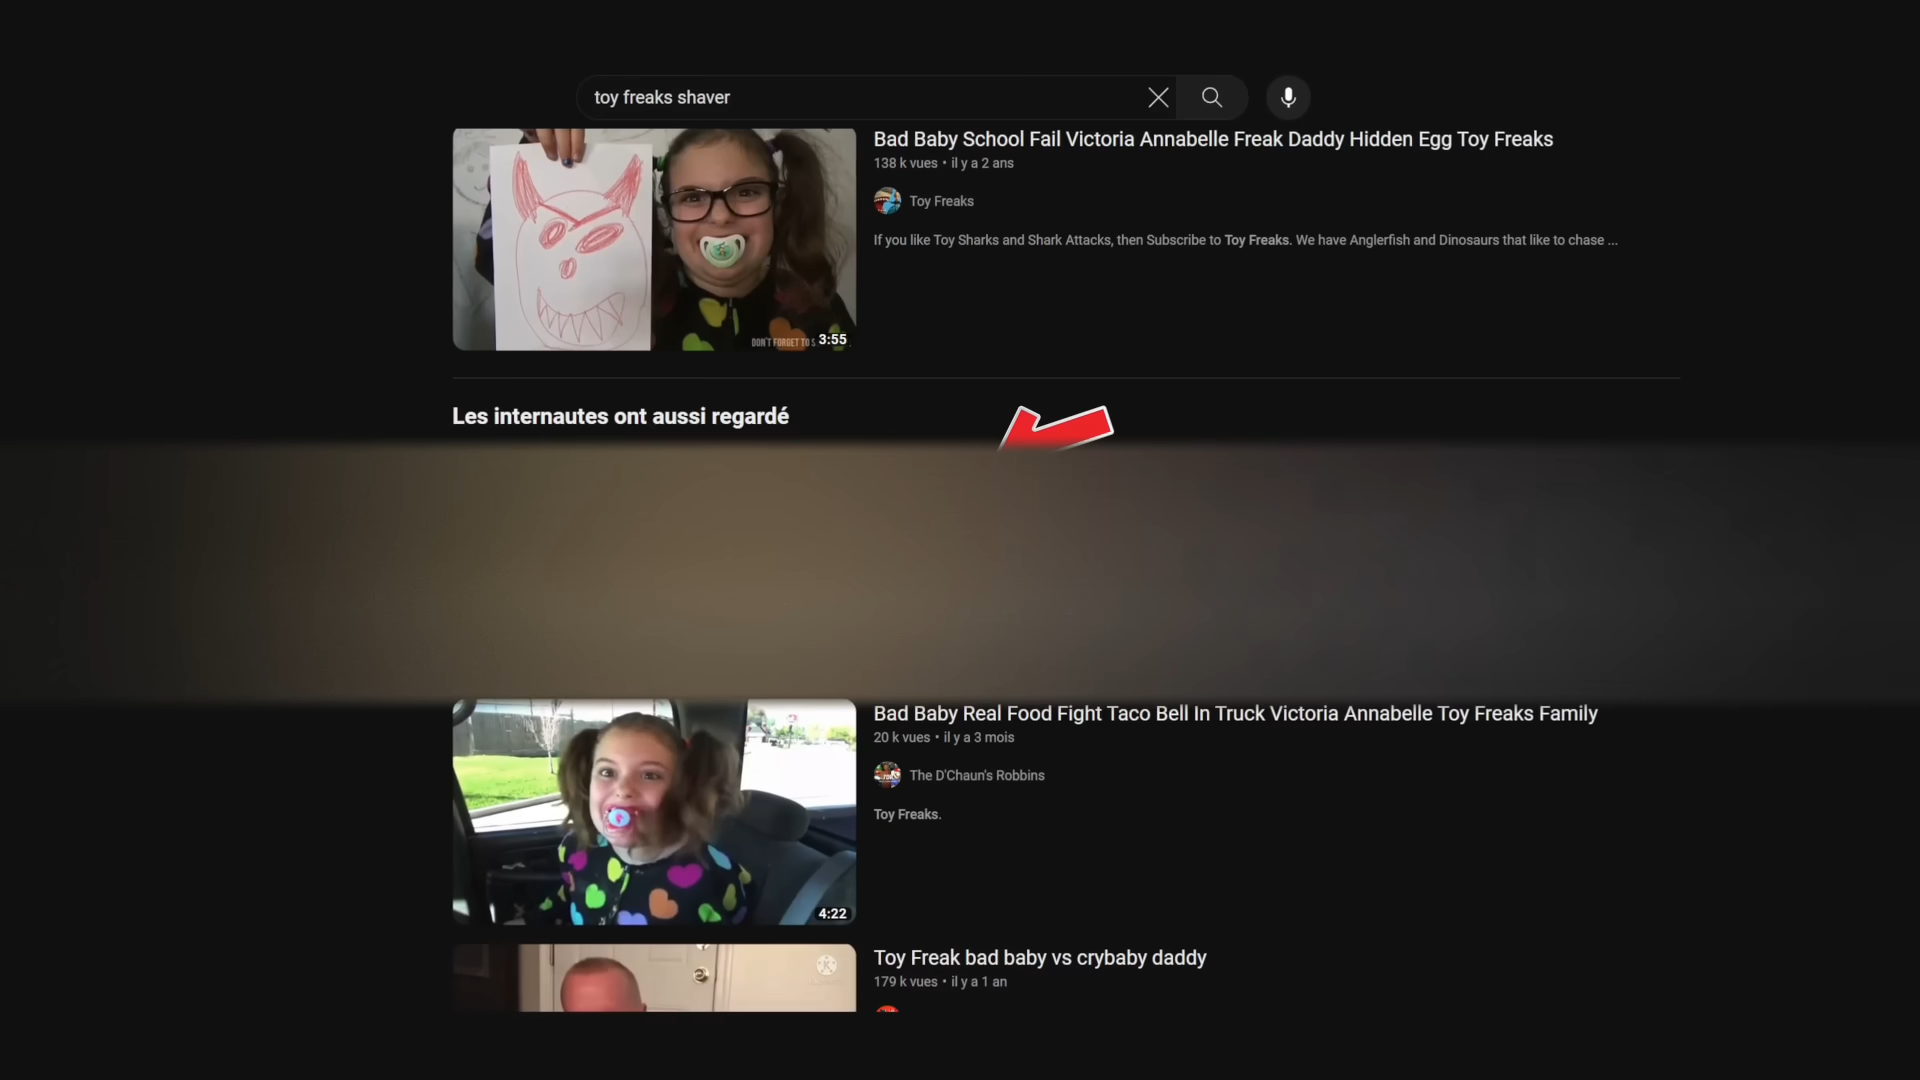 toy freaks shaver
Bad Baby School Fail Victoria Annabelle Freak Daddy Hidden Egg Toy Freaks
138 k vues • il y a 2 ans
Toy Freaks
If you like Toy Sharks and Shark Attacks, then Subscribe to Toy Freaks. We have Anglerfish and Dinosaurs that like to chase ...
DON'T FORGET TO S
3:55
Les internautes ont aussi regardé
Bad Baby Real Food Fight Taco Bell In Truck Victoria Annabelle Toy Freaks Family
20 k vues • il y a 3 mois
The D'Chaun's Robbins
Toy Freaks.
4:22
Toy Freak bad baby vs crybaby daddy
179 k vues • il y a 1 an